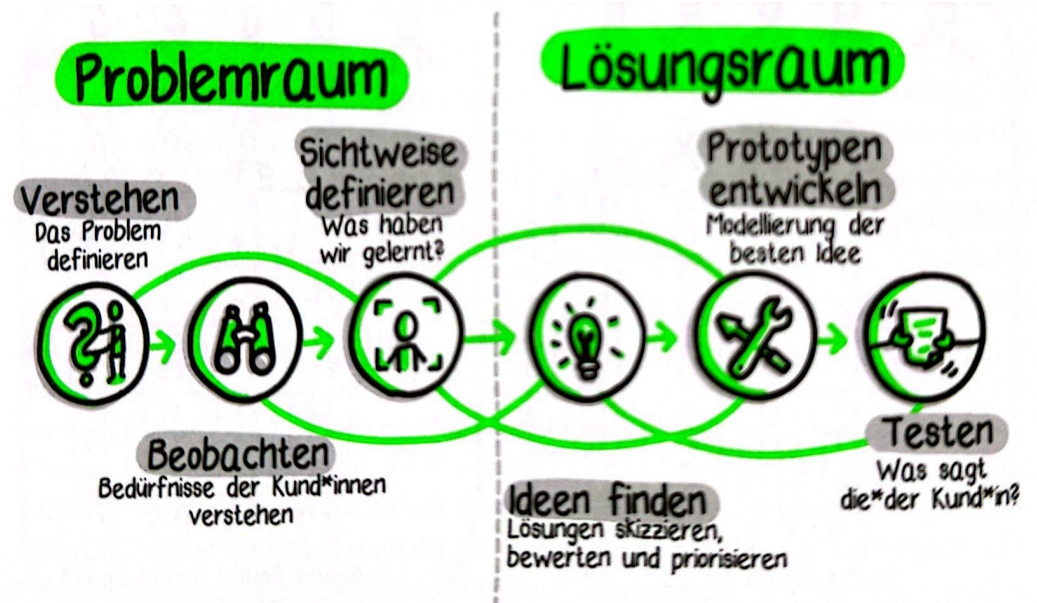 Problemraum
Lösungsraum
Verstehen
Das Problem
definieren
Beobachten
Bedürfnisse der Kund*innen
verstehen
Sichtweise
definieren
Was haben
wir gelernt?
Ideen finden
Lösungen skizzieren,
bewerten und priorisieren
Prototypen
entwickeln
Modellierung der
besten Idee
Testen
Was sagt
die*der Kund*in?